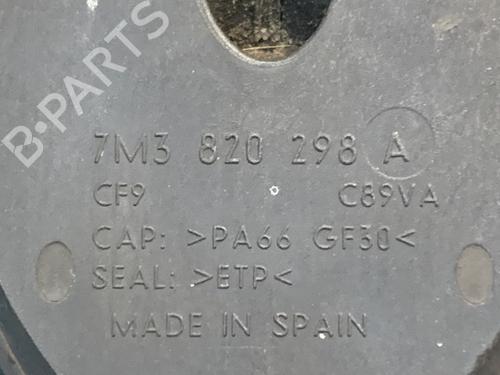 B-PARTS
7M3 820 298 A
CF9 C89VA
CAP: >PA66 GF30<
SEAL: >ETP<
MADE IN SPAIN